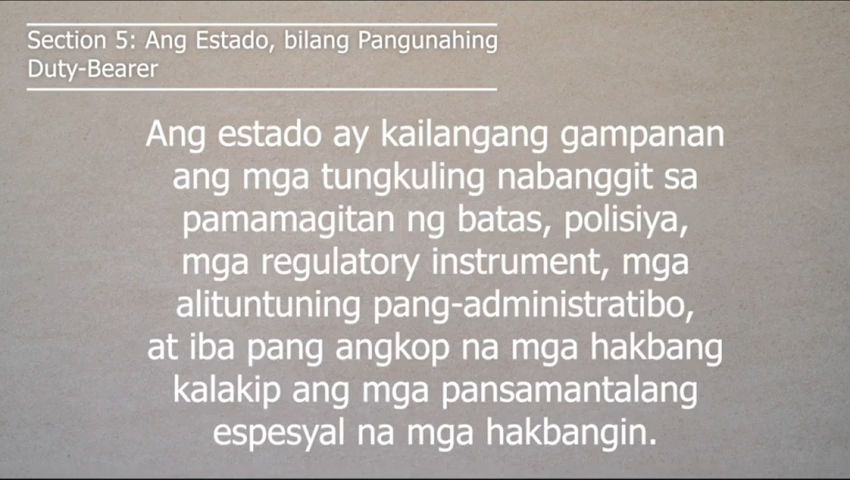 Section 5: Ang Estado, bilang Pangunahing
Duty-Bearer
Ang estado ay kailangang gampanan
ang mga tungkuling nabanggit sa
pamamagitan ng batas, polisiya,
mga regulatory instrument, mga
alituntuning pang-administratibo,
at iba pang angkop na mga hakbang
kalakip ang mga pansamantalang
espesyal na mga hakbangin.